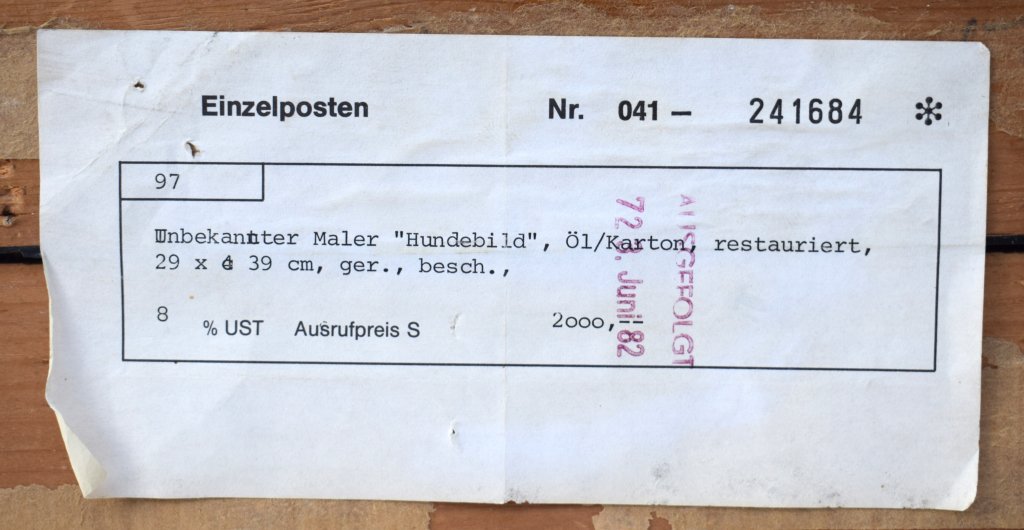 Einzelposten Nr. 041 — 241684 *
97
Unbekannter Maler "Hundebild", Öl/Karton, restauriert,
29 x 39 cm, ger., besch.,
8 % UST Ausrufpreis S 2ooo,--
Juni 82
AUSGEFOLGT